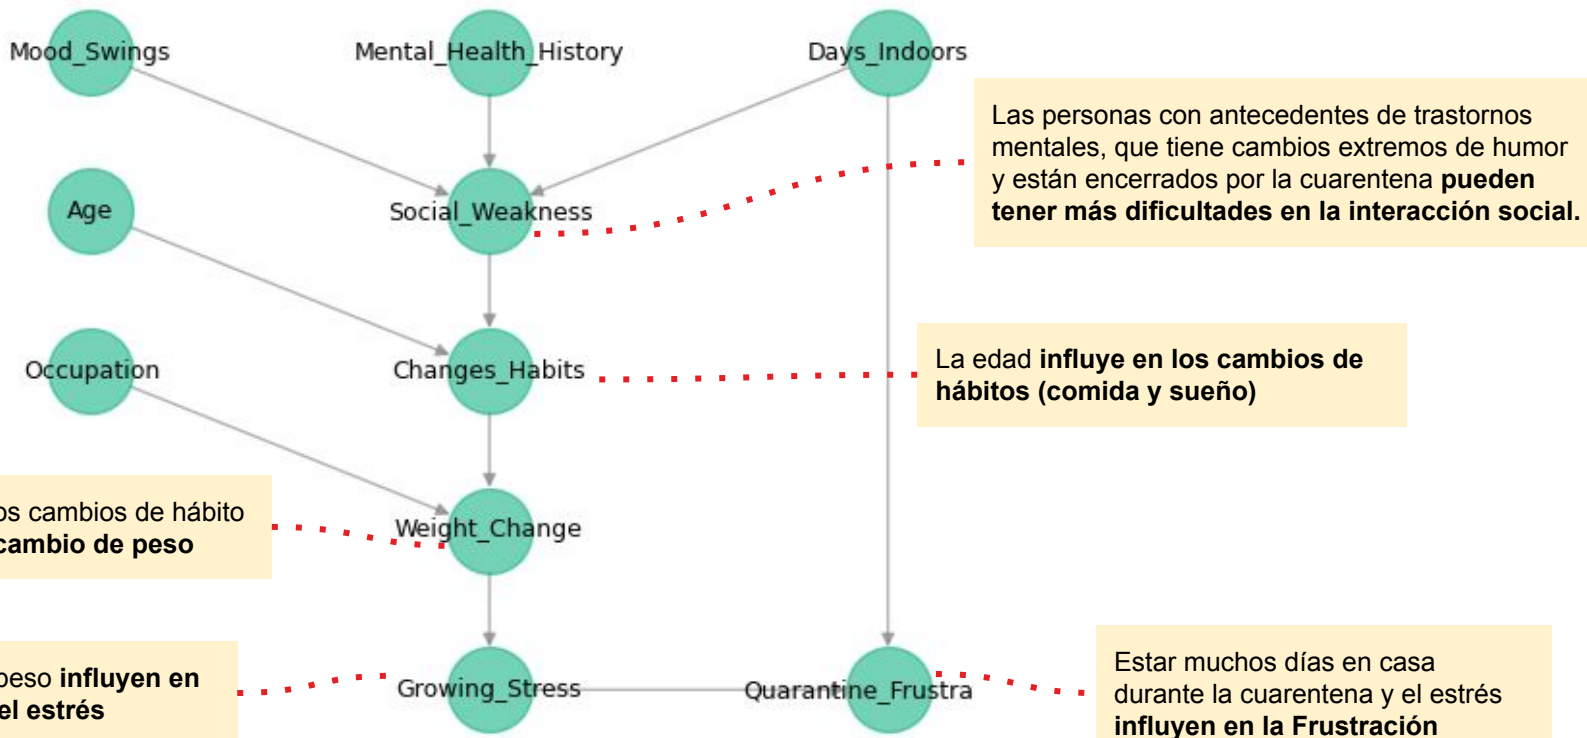 Mood_Swings
Mental_Health_History
Days_Indoors
Las personas con antecedentes de trastornos
mentales, que tiene cambios extremos de humor
y están encerrados por la cuarentena pueden
tener más dificultades en la interacción social.
Age
Social_Weakness
Occupation
Changes_Habits
La edad influye en los cambios de
hábitos (comida y sueño)
os cambios de hábito
cambio de peso
Weight_Change
peso influyen en
el estrés
Growing_Stress
Quarantine_Frustra
Estar muchos días en casa
durante la cuarentena y el estrés
influyen en la Frustración